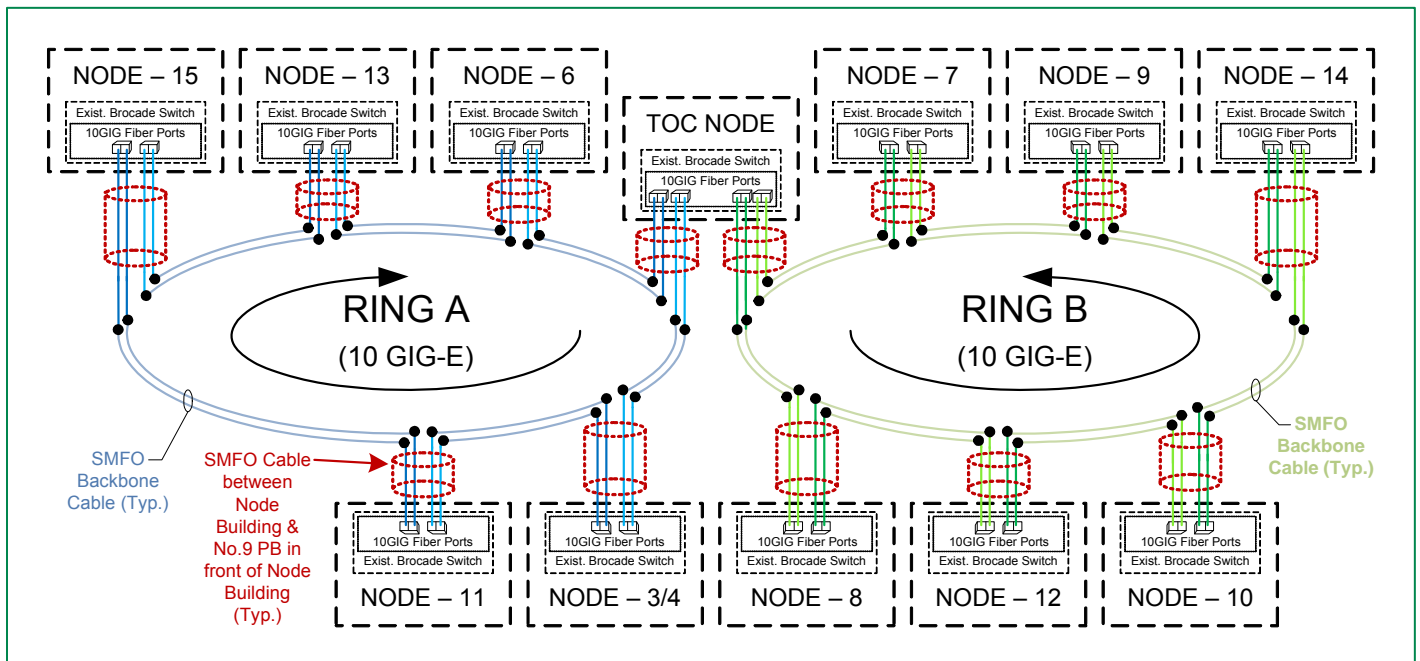 NODE – 15
Exist. Brocade Switch
10GIG Fiber Ports
NODE – 13
Exist. Brocade Switch
10GIG Fiber Ports
NODE – 6
Exist. Brocade Switch
10GIG Fiber Ports
TOC NODE
Exist. Brocade Switch
10GIG Fiber Ports
NODE – 7
Exist. Brocade Switch
10GIG Fiber Ports
NODE – 9
Exist. Brocade Switch
10GIG Fiber Ports
NODE – 14
Exist. Brocade Switch
10GIG Fiber Ports
RING A
(10 GIG-E)
RING B
(10 GIG-E)
SMFO
Backbone
Cable (Typ.)
SMFO Cable
between
Node
Building &
No.9 PB in
front of Node
Building
(Typ.)
SMFO
Backbone
Cable (Typ.)
10GIG Fiber Ports
Exist. Brocade Switch
NODE – 11
10GIG Fiber Ports
Exist. Brocade Switch
NODE – 3/4
10GIG Fiber Ports
Exist. Brocade Switch
NODE – 8
10GIG Fiber Ports
Exist. Brocade Switch
NODE – 12
10GIG Fiber Ports
Exist. Brocade Switch
NODE – 10